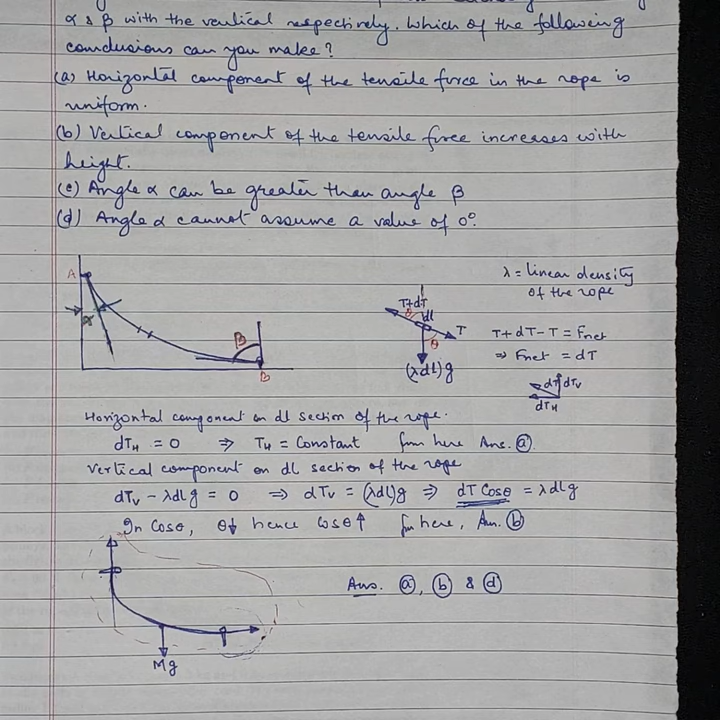 α & β with the vertical respectively. Which of the following
conclusions can you make?
(a) Horizontal component of the tensile force in the rope is
uniform.
(b) Vertical component of the tensile force increases with
height.
(c) Angle α can be greater than angle β
(d) Angle α cannot assume a value of 0°.
A
α
B
B
T+dT
θ
dl
T
θ
(λdl)g
λ = linear density
of the rope
T+dT-T = Fnet
⇒ Fnet = dT
dT dTv
dTH
Horizontal component on dl section of the rope.
dTH = 0 ⇒ TH = Constant from here Ans. (a)
Vertical component on dl section of the rope
dTv - λdlg = 0 ⇒ dTv = (λdl)g ⇒ dT Cosθ = λdlg
In Cosθ, θ↓ hence Cosθ↑ from here, Ans. (b)
Ans. (a), (b) & (d)
Mg